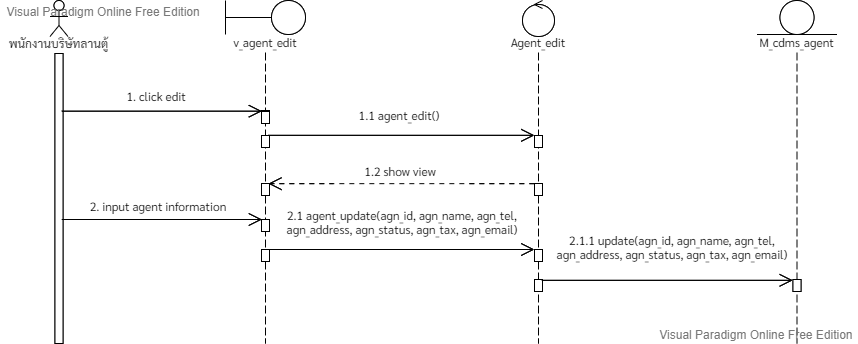 Visual Paradigm Online Free Edition
พนักงานบริษัทลานตู้
v_agent_edit
Agent_edit
M_cdms_agent
1. click edit
1.1 agent_edit()
1.2 show view
2. input agent information
2.1 agent_update(agn_id, agn_name, agn_tel,
agn_address, agn_status, agn_tax, agn_email)
2.1.1 update(agn_id, agn_name, agn_tel,
agn_address, agn_status, agn_tax, agn_email)
Visual Paradigm Online Free Edition